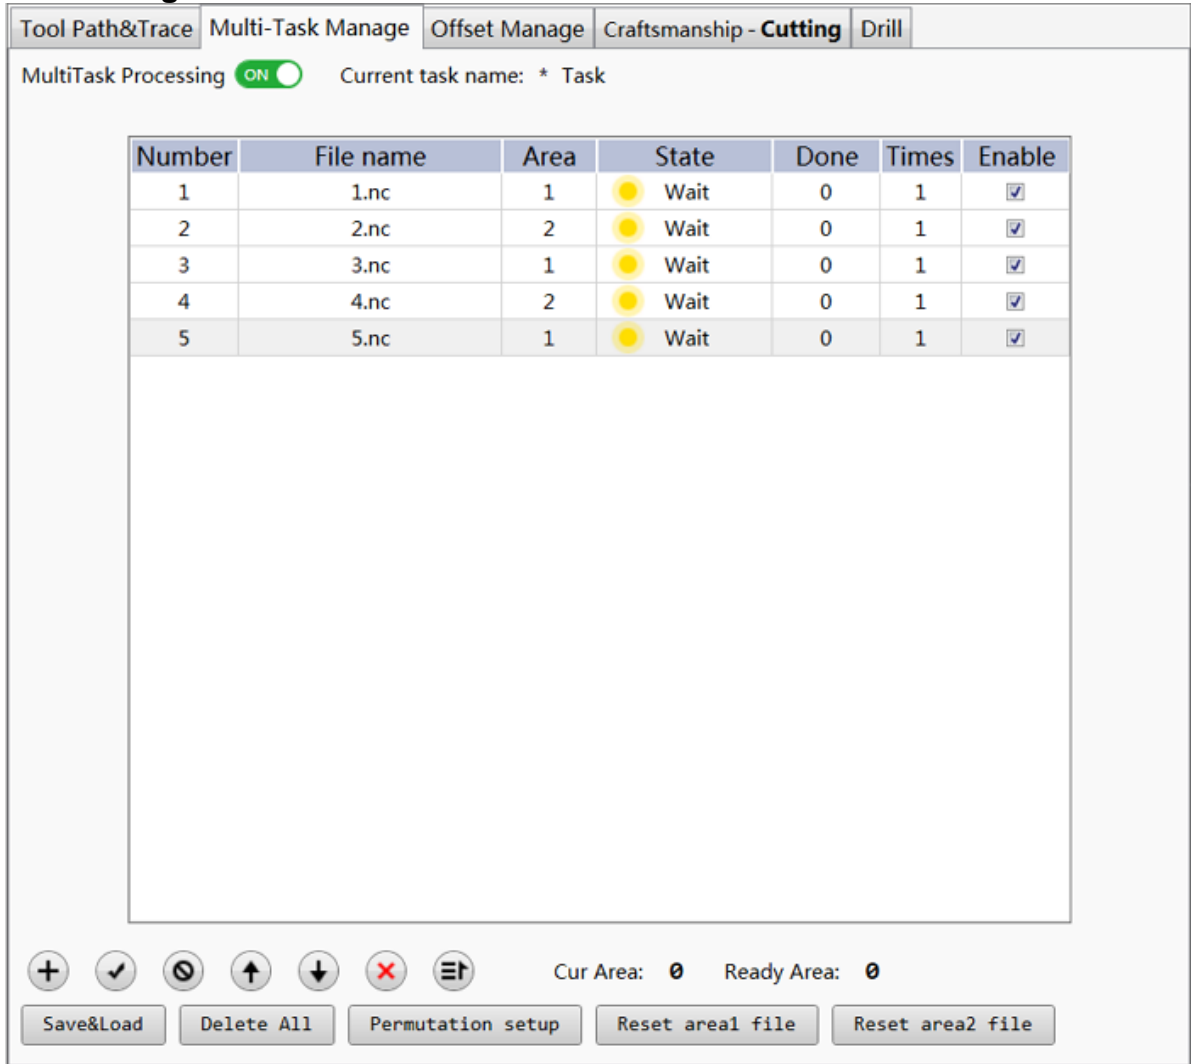 Tool Path&Trace Multi-Task Manage Offset Manage Craftsmanship - Cutting Drill
MultiTask Processing ON Current task name: * Task
Number File name Area State Done Times Enable
1 1.nc 1 Wait 0 1
2 2.nc 2 Wait 0 1
3 3.nc 1 Wait 0 1
4 4.nc 2 Wait 0 1
5 5.nc 1 Wait 0 1
Cur Area: 0 Ready Area: 0
Save&Load Delete All Permutation setup Reset area1 file Reset area2 file